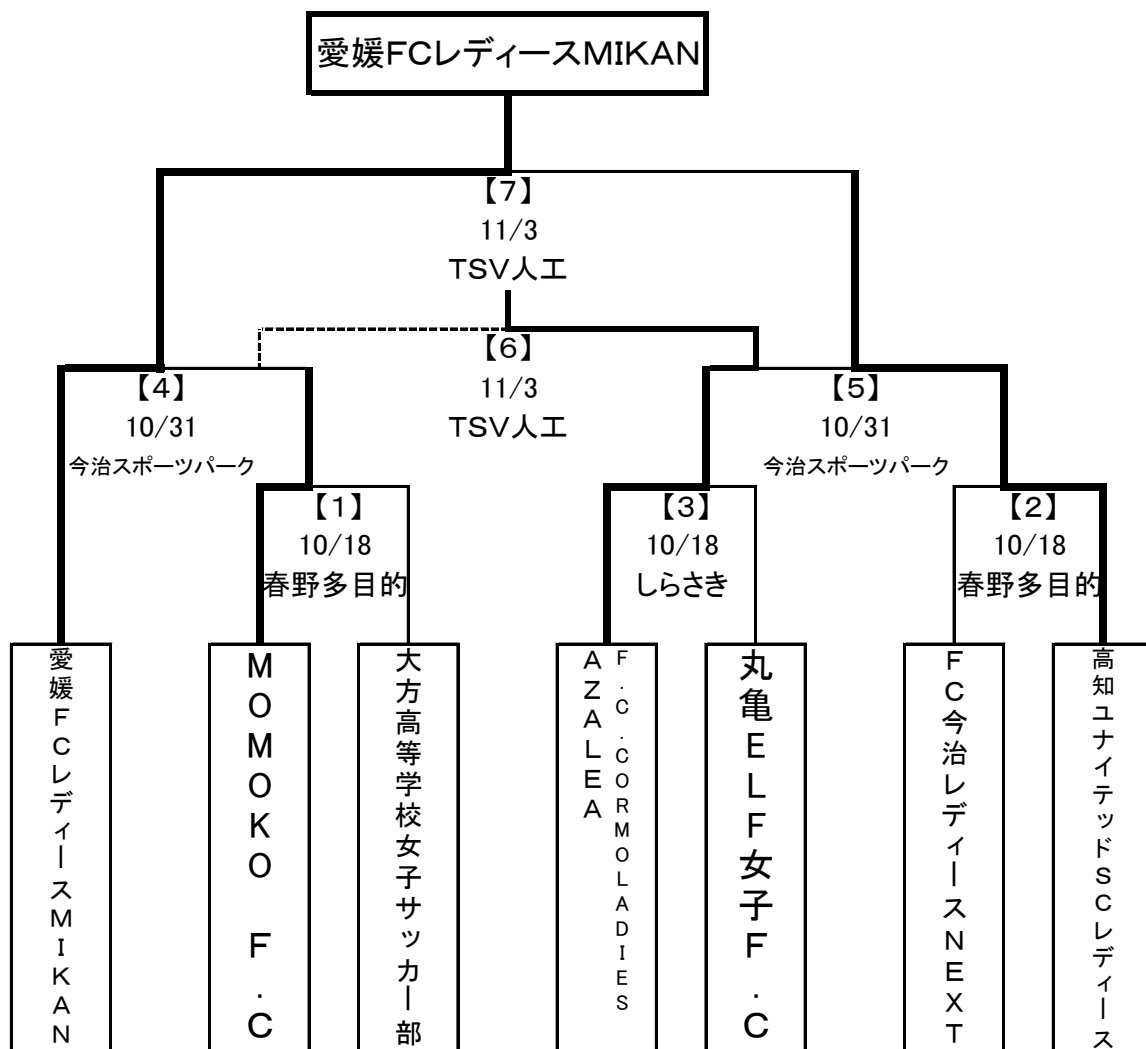 愛媛FCレディースMIKAN
【7】
11/3
TSV人工
【6】
11/3
TSV人工
【4】
10/31
今治スポーツパーク
【5】
10/31
今治スポーツパーク
【1】
10/18
春野多目的
【3】
10/18
しらさき
【2】
10/18
春野多目的
愛媛FCレディースMIKAN
MOMOKO F.C
大方高等学校女子サッカー部
F.C.CORMOLADIES
AZALEA
丸亀ELF女子F.C
FC今治レディースNEXT
高知ユナイテッドSCレディース